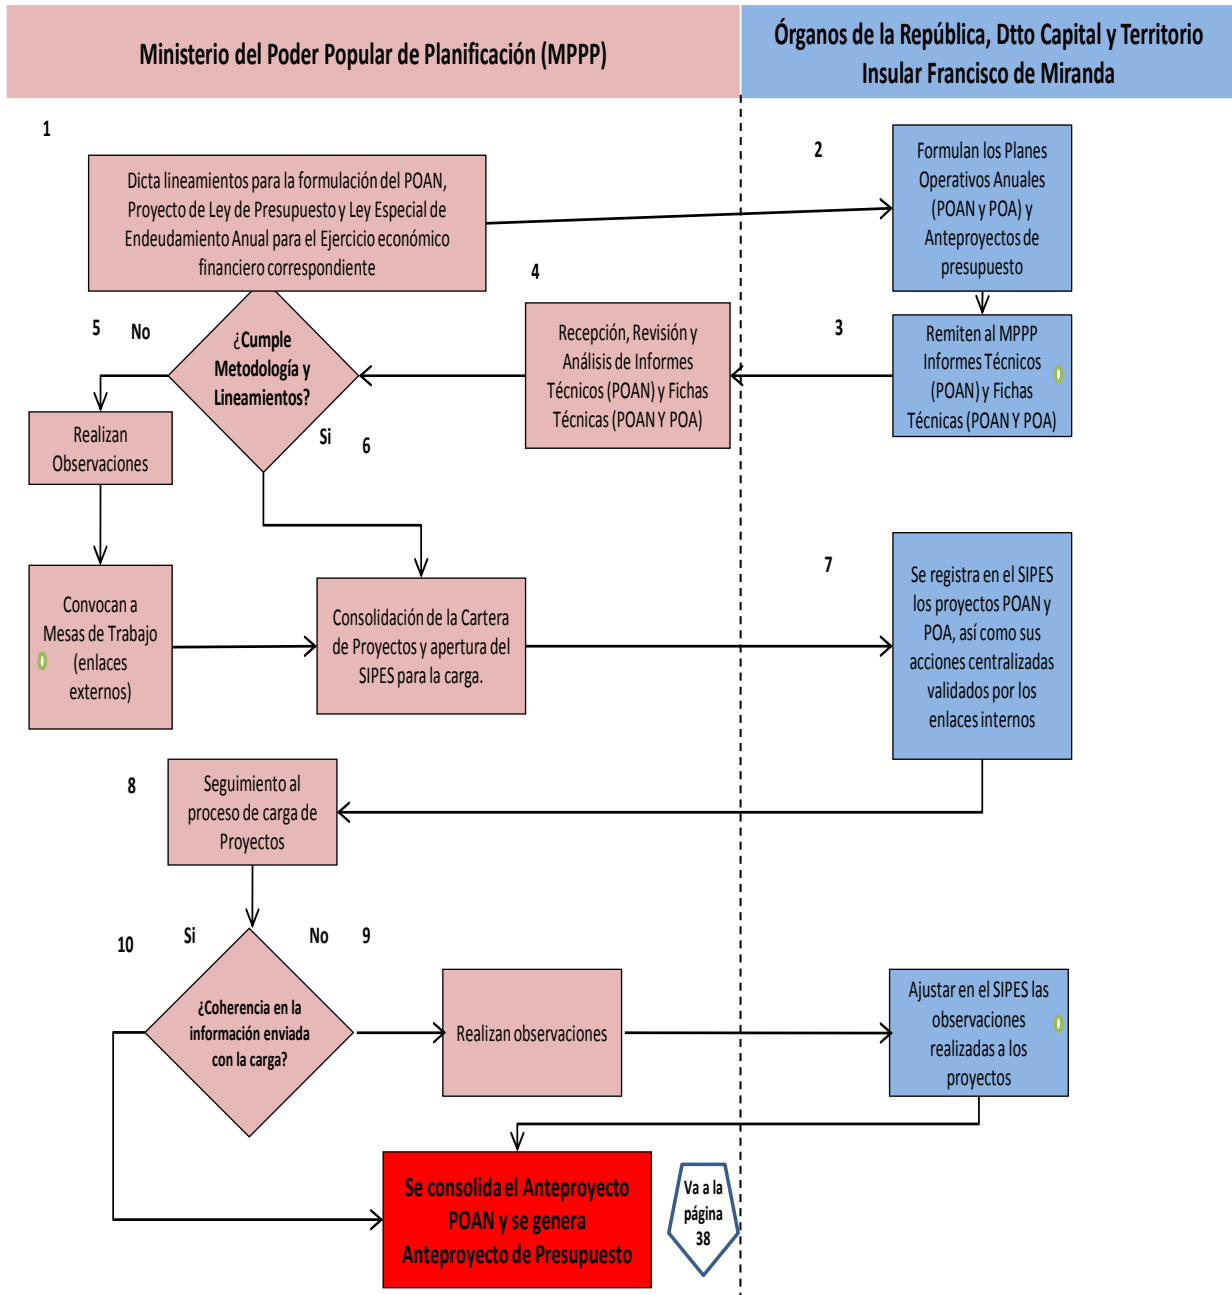 Ministerio del Poder Popular de Planificación (MPPP)
Órganos de la República, Dtto Capital y Territorio
Insular Francisco de Miranda
1
Dicta lineamientos para la formulación del POAN,
Proyecto de Ley de Presupuesto y Ley Especial de
Endeudamiento Anual para el Ejercicio económico
financiero correspondiente
2
Formulan los Planes
Operativos Anuales
(POAN y POA) y
Anteproyectos de
presupuesto
3
Remiten al MPPP
Informes Técnicos
(POAN) y Fichas
Técnicas (POAN Y POA)
4
Recepción, Revisión y
Análisis de Informes
Técnicos (POAN) y Fichas
Técnicas (POAN Y POA)
¿Cumple
Metodología y
Lineamientos?
5
No
Realizan
Observaciones
Si
6
Convocan a
Mesas de Trabajo
(enlaces
externos)
Consolidación de la Cartera
de Proyectos y apertura del
SIPES para la carga.
7
Se registra en el SIPES
los proyectos POAN y
POA, así como sus
acciones centralizadas
validados por los
enlaces internos
8
Seguimiento al
proceso de carga de
Proyectos
10
Si
No
9
¿Coherencia en la
información enviada
con la carga?
Realizan observaciones
Ajustar en el SIPES las
observaciones
realizadas a los
proyectos
Se consolida el Anteproyecto
POAN y se genera
Anteproyecto de Presupuesto
Va a la
página
38